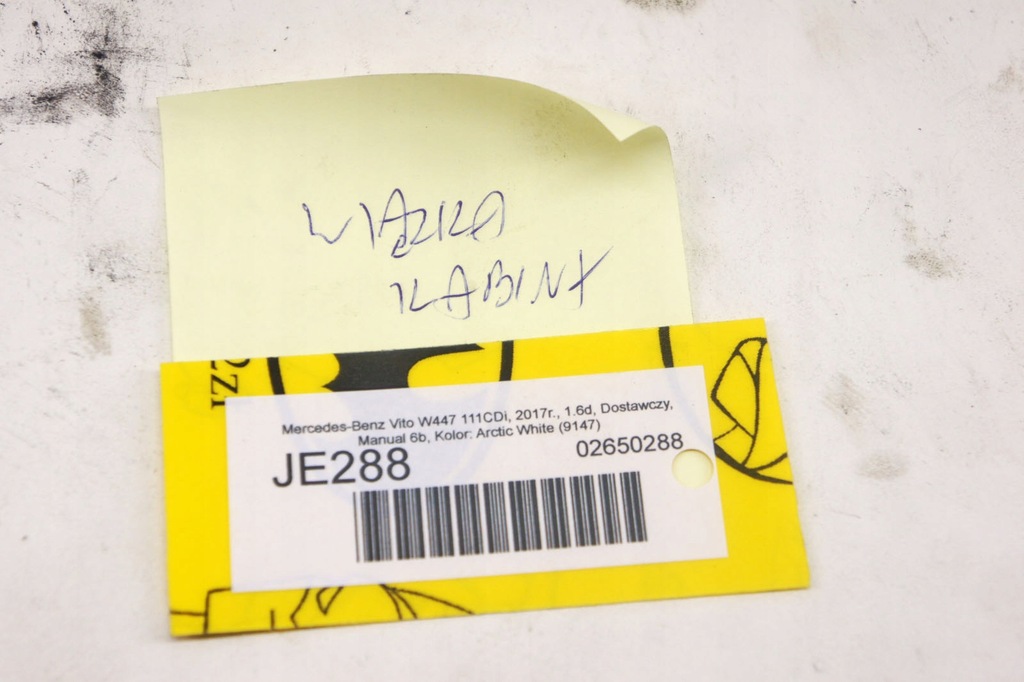 WIĄZKA
KABINY
Mercedes-Benz Vito W447 111CDi, 2017r., 1.6d, Dostawczy,
Manual 6b, Kolor: Arctic White (9147)
JE288
02650288